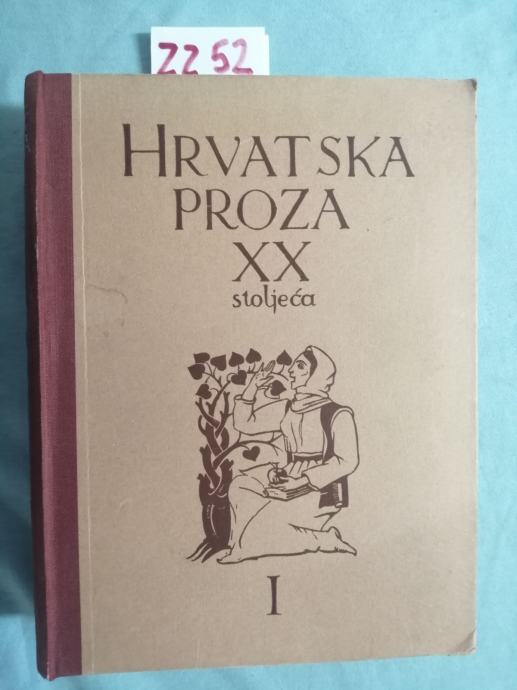 ZZ 52
HRVATSKA
PROZA
XX
stoljeća
I